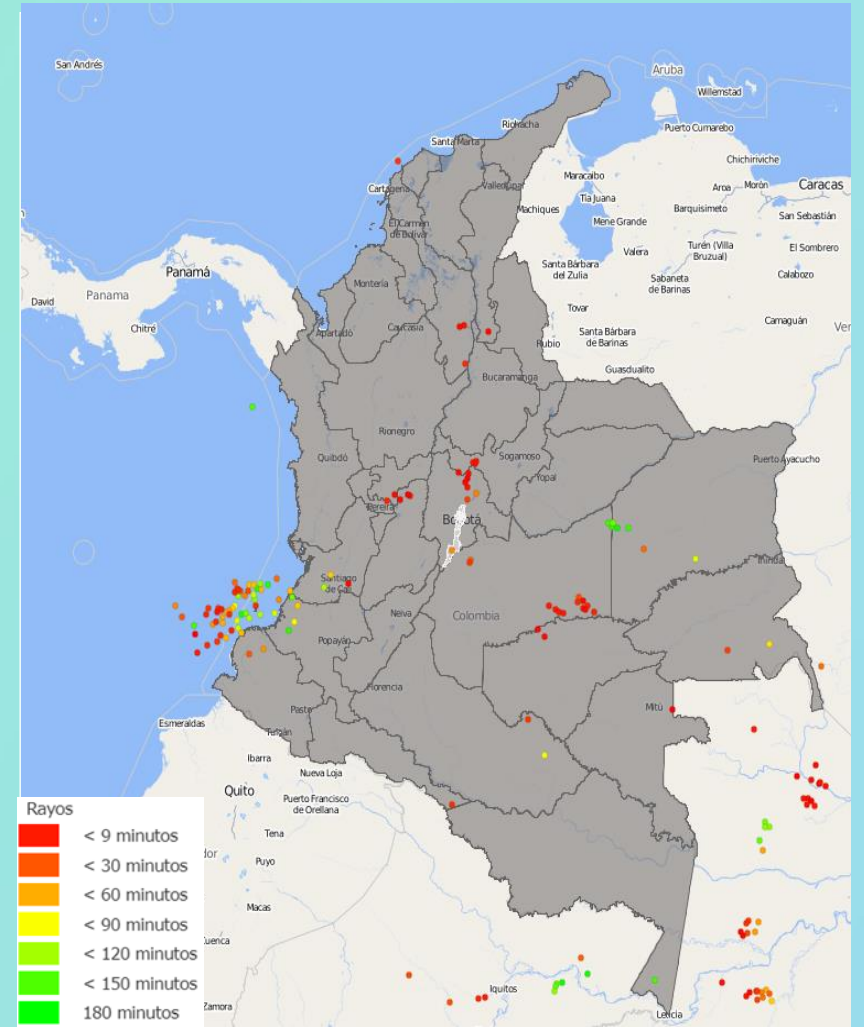 San Andrés
Aruba
Willemstad
Riohacha
Puerto Cumarebo
Santa Marta
Chichiriviche
Maracaibo
Cartagena
Valledupar
Aroa
Morón
Caracas
Tia Juana
Machiques
Barquisimeto
San Sebastián
El Carmen
de Bolívar
Mene Grande
Turén (Villa
Bruzual)
El Sombrero
Valera
Panamá
Santa Bárbara
del Zulia
Sabaneta
de Barinas
Calabozo
David
Panama
Montería
Tovar
Camaguán
Chitré
Apartadó
Caucasia
Santa Bárbara
de Barinas
Ver
Rubio
Guasdualito
Bucaramanga
Rionegro
Quibdó
Sogamoso
Puerto Ayacucho
Yopal
Pereira
Bogotá
Inírida
Santiago
de Cali
Neiva
Colombia
Popayán
Florencia
Mitú
Pasto
Esmeraldas
Tulcán
Ibarra
Nueva Loja
Quito
Puerto Francisco
de Orellana
Tena
dor
Puyo
Macas
Cuenca
Zamora
Iquitos
Leticia
Rayos
< 9 minutos
< 30 minutos
< 60 minutos
< 90 minutos
< 120 minutos
< 150 minutos
180 minutos